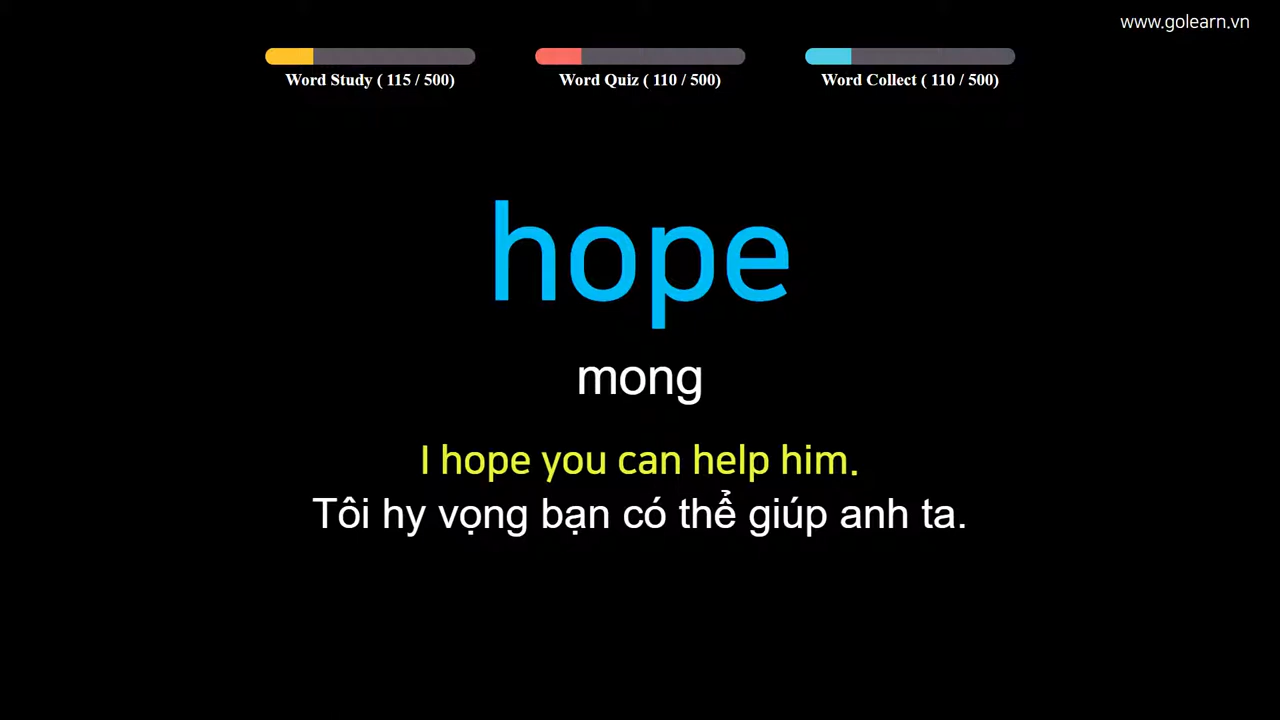 www.golearn.vn
Word Study ( 115 / 500)
Word Quiz ( 110 / 500)
Word Collect ( 110 / 500)
hope
mong
I hope you can help him.
Tôi hy vọng bạn có thể giúp anh ta.